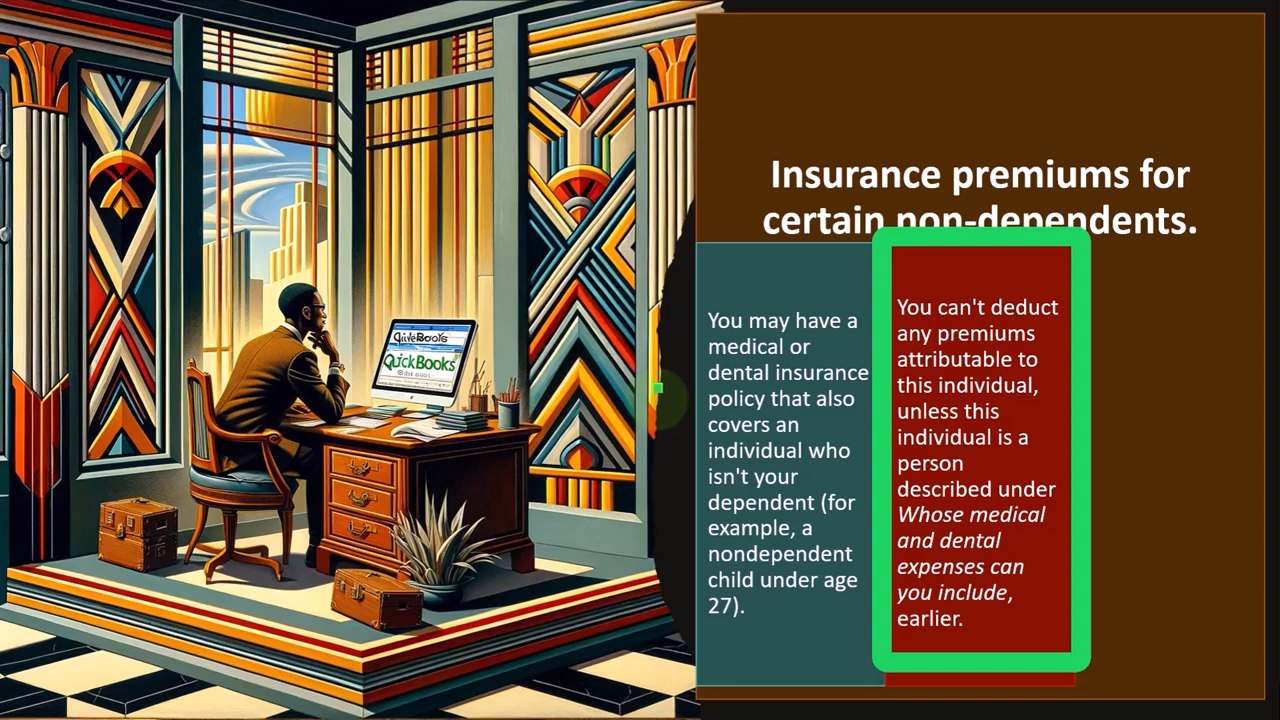 Insurance premiums for
certain non-dependents.
You may have a
medical or
dental insurance
policy that also
covers an
individual who
isn't your
dependent (for
example, a
nondependent
child under age
27).
You can't deduct
any premiums
attributable to
this individual,
unless this
individual is a
person
described under
Whose medical
and dental
expenses can
you include,
earlier.
QuickBooks